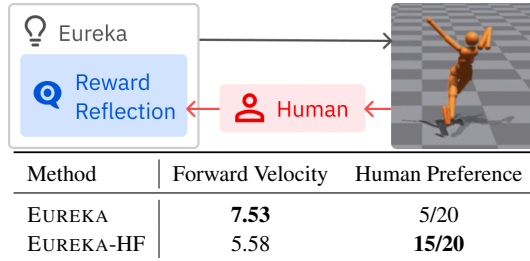 Eureka
Reward
Reflection
Human
Method Forward Velocity Human Preference
EUREKA 7.53 5/20
EUREKA-HF 5.58 15/20